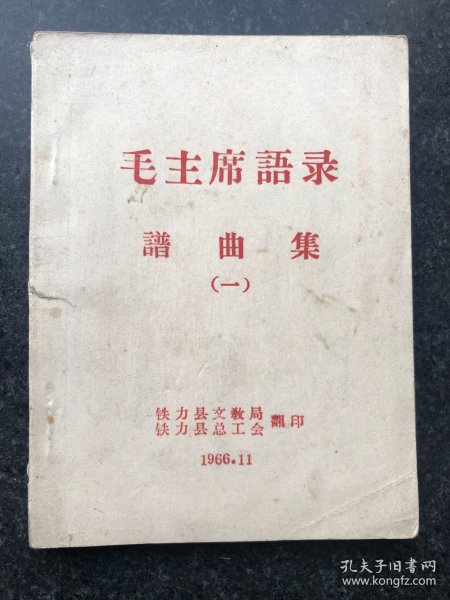 毛主席語录
譜曲集
(一)
铁力县文敎局
铁力县总工会 翻印
1966.11
孔夫子旧书网
www.kongfz.com